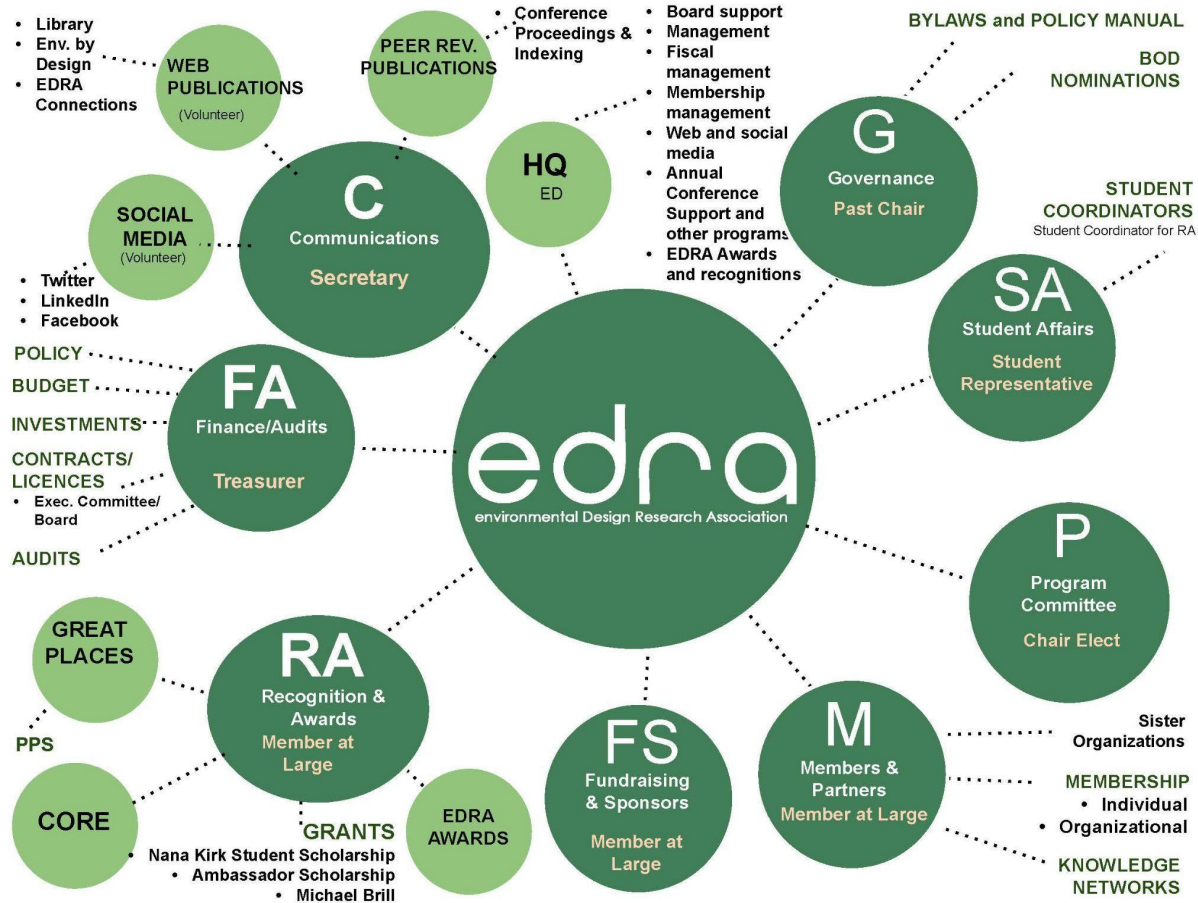 • Library
• Env. by
Design
• EDRA
Connections
WEB
PUBLICATIONS
(Volunteer)
PEER REV.
PUBLICATIONS
• Conference
Proceedings &
Indexing
• Board support
• Management
• Fiscal
management
• Membership
management
• Web and social
media
• Annual
Conference
Support and
other programs
• EDRA Awards
and recognitions
HQ
ED
BYLAWS and POLICY MANUAL
BOD
NOMINATIONS
G
Governance
Past Chair
STUDENT
COORDINATORS
Student Coordinator for RA
SA
Student Affairs
Student
Representative
C
Communications
Secretary
SOCIAL
MEDIA
(Volunteer)
• Twitter
• LinkedIn
• Facebook
POLICY
BUDGET
INVESTMENTS
CONTRACTS/
LICENCES
• Exec. Committee/
Board
AUDITS
FA
Finance/Audits
Treasurer
edra
environmental Design Research Association
P
Program
Committee
Chair Elect
GREAT
PLACES
PPS
CORE
RA
Recognition &
Awards
Member at
Large
GRANTS
• Nana Kirk Student Scholarship
• Ambassador Scholarship
• Michael Brill
EDRA
AWARDS
FS
Fundraising
& Sponsors
Member at
Large
M
Members &
Partners
Member at Large
Sister
Organizations
MEMBERSHIP
• Individual
• Organizational
KNOWLEDGE
NETWORKS